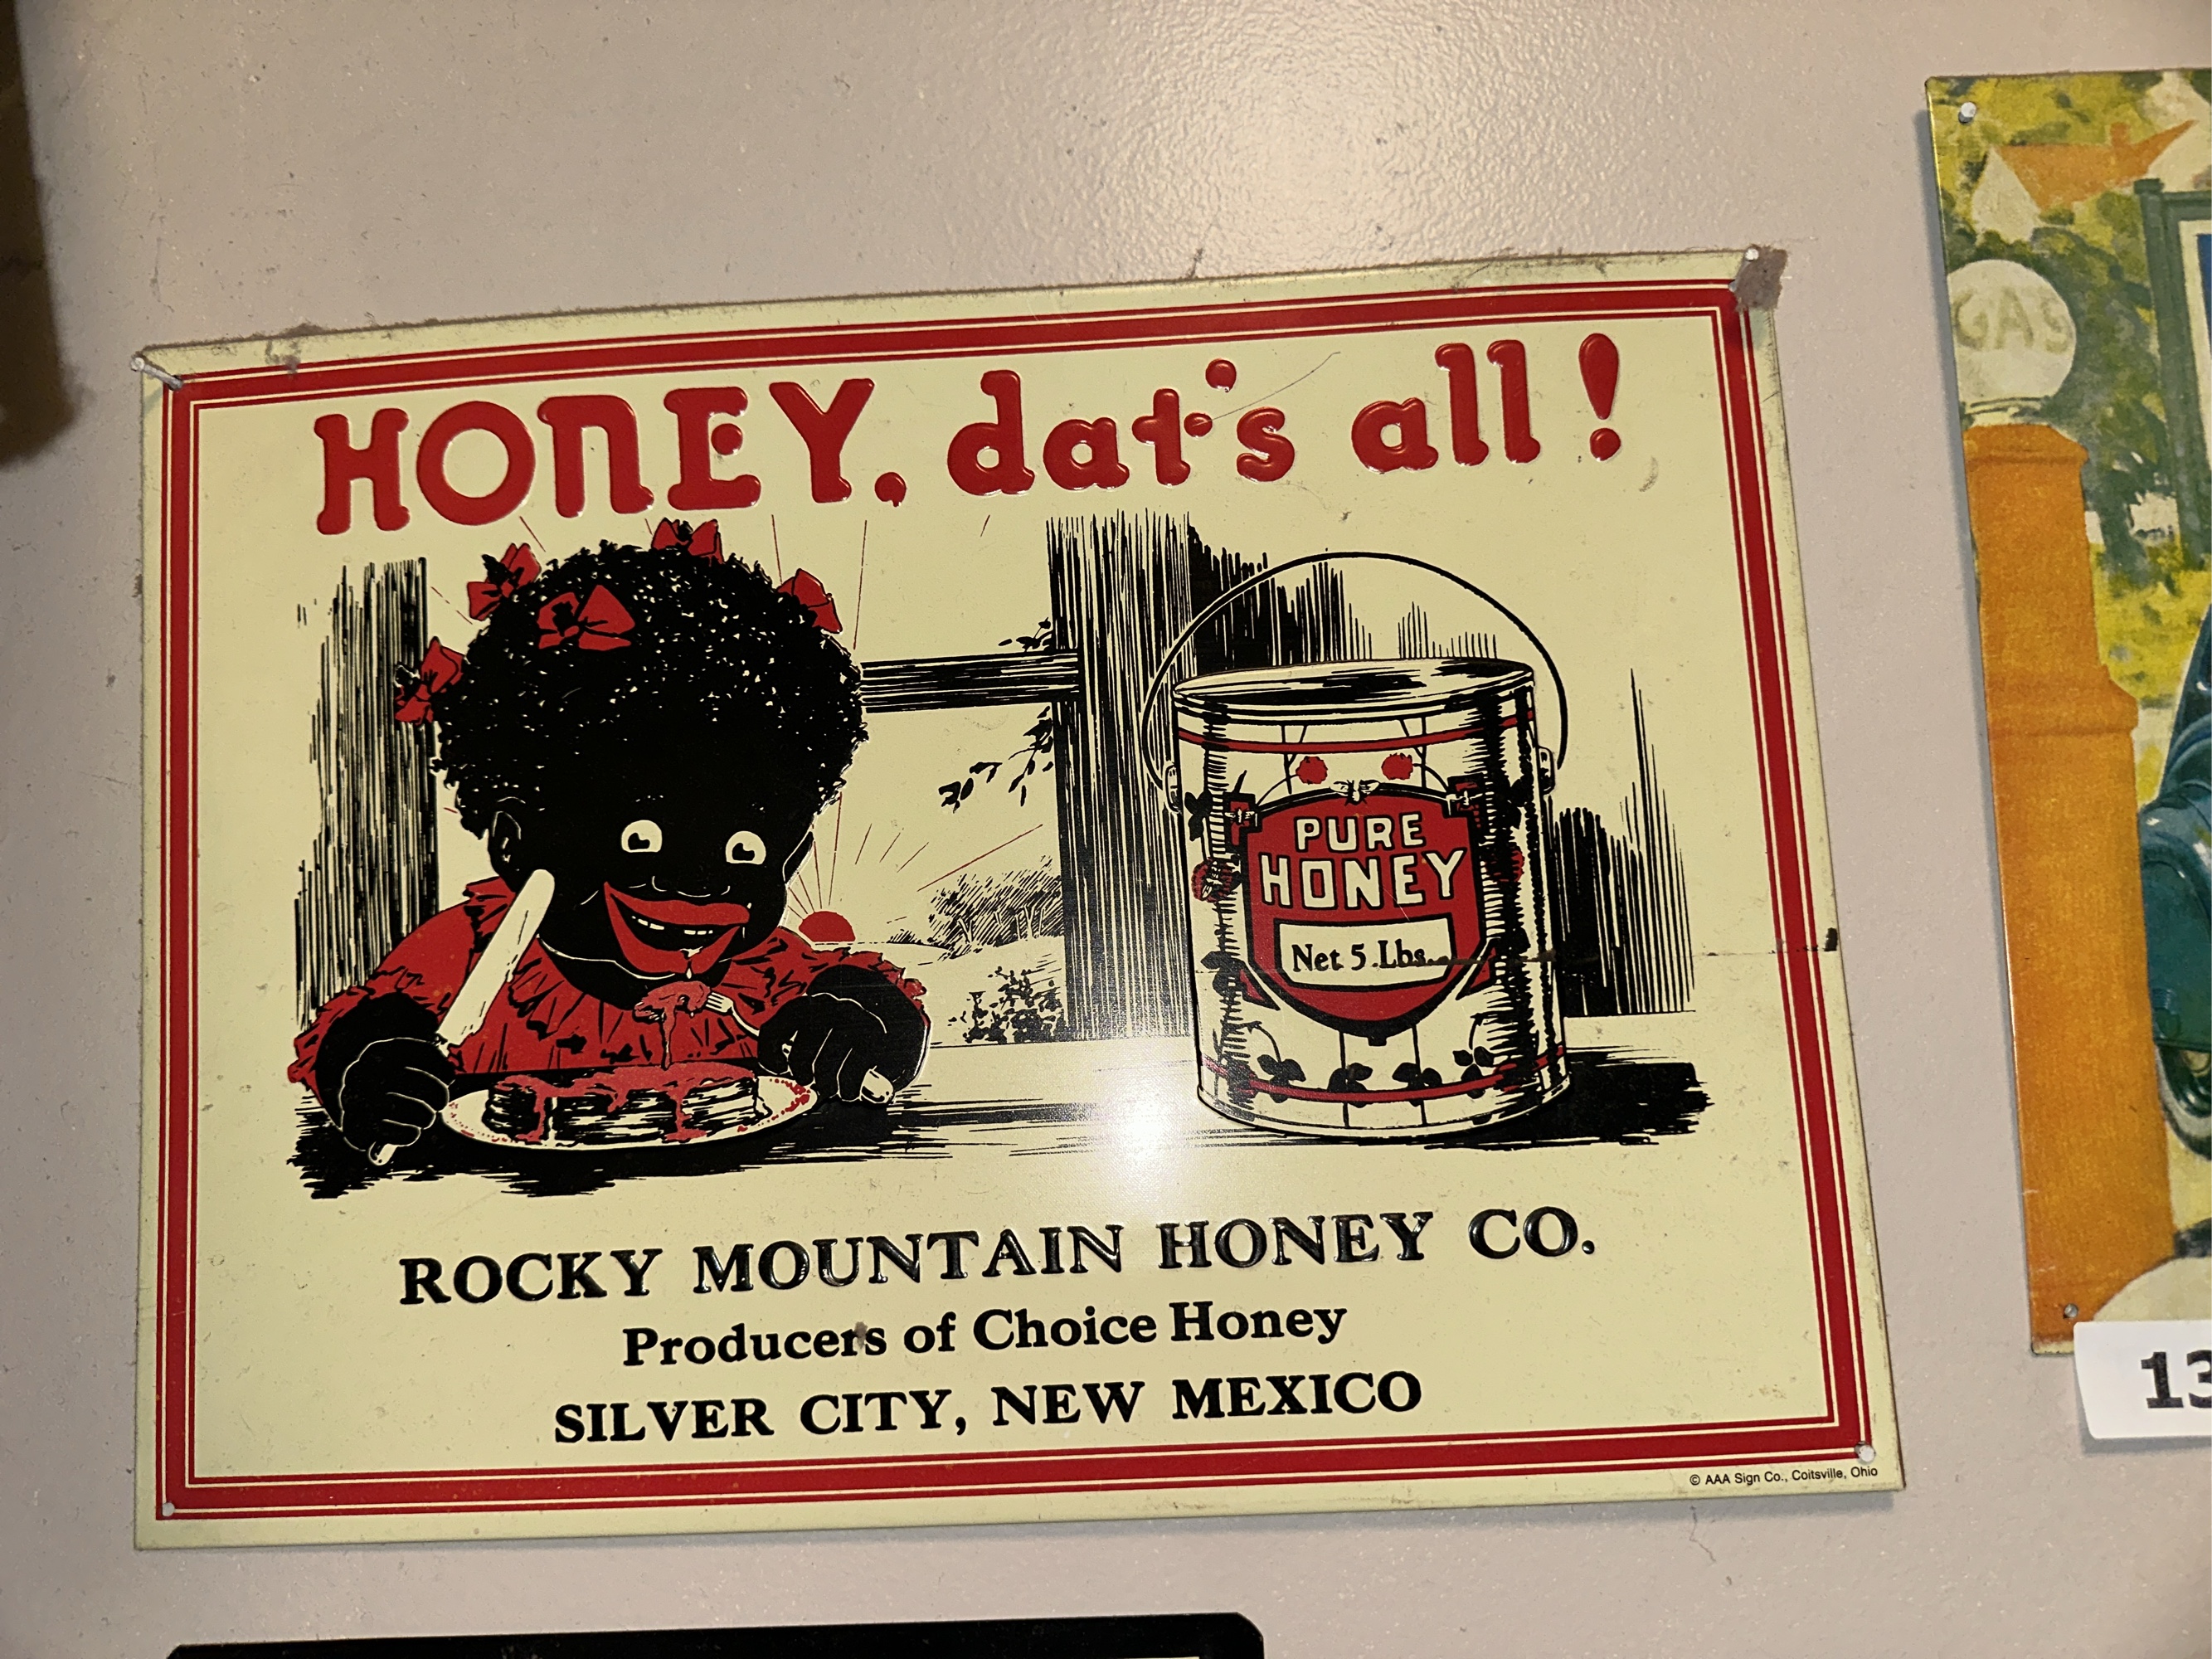 HONEY, dat's all!
PURE
HONEY
Net 5 Lbs.
ROCKY MOUNTAIN HONEY CO.
Producers of Choice Honey
SILVER CITY, NEW MEXICO
© AAA Sign Co., Coitsville, Ohio
GAS
13